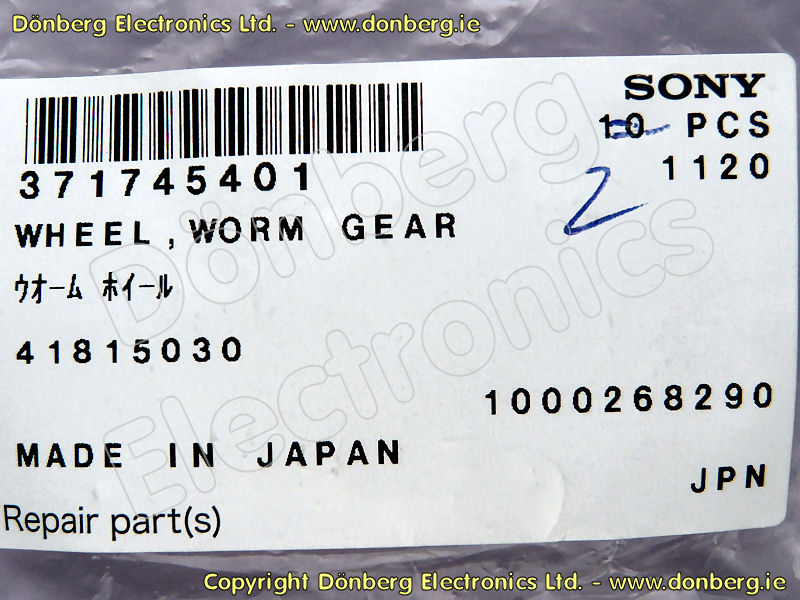 Dönberg Electronics Ltd. - www.donberg.ie
SONY
10 PCS
371745401
1120
2
WHEEL, WORM GEAR
ｳｵｰﾑ ﾎｲｰﾙ
41815030
1000268290
MADE IN JAPAN
JPN
Repair part(s)
Dönberg
Electronics
Copyright Dönberg Electronics Ltd. - www.donberg.ie